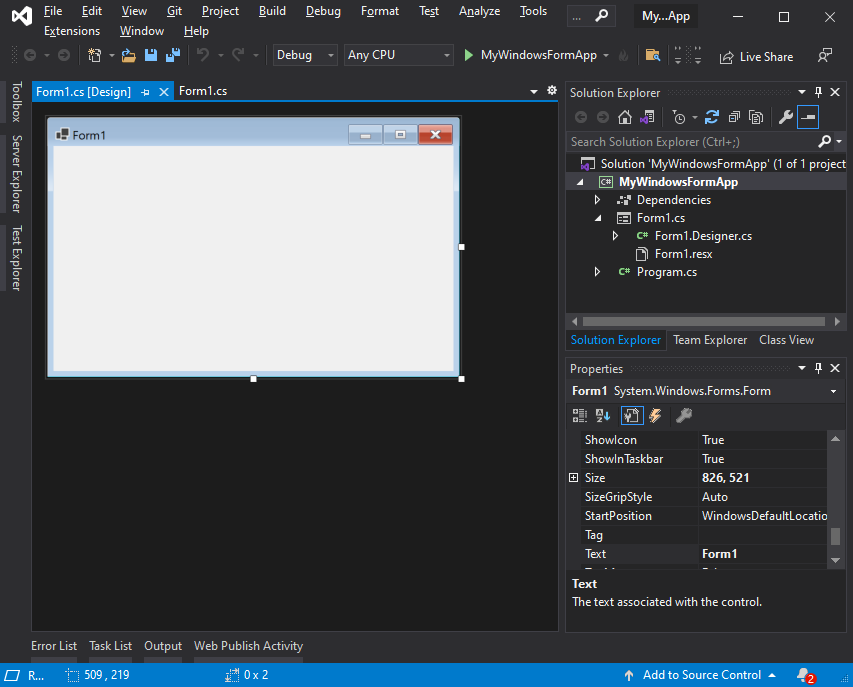 File Edit View Git Project Build Debug Format Test Analyze Tools ... My...App
Extensions Window Help
Debug Any CPU MyWindowsFormApp Live Share
Toolbox
Server Explorer
Test Explorer
Form1.cs [Design] Form1.cs
Form1
Solution Explorer
Search Solution Explorer (Ctrl+;)
Solution 'MyWindowsFormApp' (1 of 1 project
C# MyWindowsFormApp
Dependencies
Form1.cs
C# Form1.Designer.cs
Form1.resx
C# Program.cs
Solution Explorer Team Explorer Class View
Properties
Form1 System.Windows.Forms.Form
ShowIcon True
ShowInTaskbar True
Size 826, 521
SizeGripStyle Auto
StartPosition WindowsDefaultLocatio
Tag
Text Form1
Text
The text associated with the control.
Error List Task List Output Web Publish Activity
R... 509 , 219 0 x 2 Add to Source Control 2